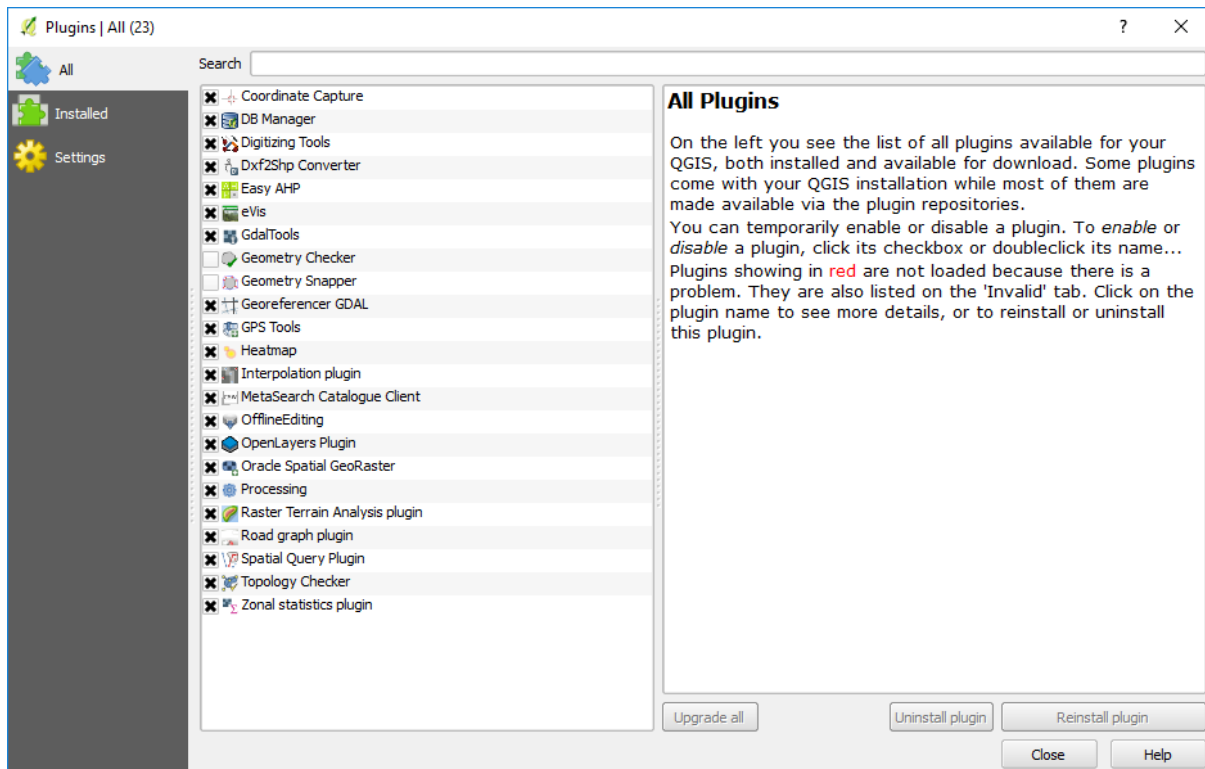 Plugins | All (23)
?
All
Installed
Settings
Search
Coordinate Capture
DB Manager
Digitizing Tools
Dxf2Shp Converter
Easy AHP
eVis
GdalTools
Geometry Checker
Geometry Snapper
Georeferencer GDAL
GPS Tools
Heatmap
Interpolation plugin
MetaSearch Catalogue Client
OfflineEditing
OpenLayers Plugin
Oracle Spatial GeoRaster
Processing
Raster Terrain Analysis plugin
Road graph plugin
Spatial Query Plugin
Topology Checker
Zonal statistics plugin
All Plugins
On the left you see the list of all plugins available for your
QGIS, both installed and available for download. Some plugins
come with your QGIS installation while most of them are
made available via the plugin repositories.
You can temporarily enable or disable a plugin. To enable or
disable a plugin, click its checkbox or doubleclick its name...
Plugins showing in red are not loaded because there is a
problem. They are also listed on the 'Invalid' tab. Click on the
plugin name to see more details, or to reinstall or uninstall
this plugin.
Upgrade all
Uninstall plugin
Reinstall plugin
Close
Help